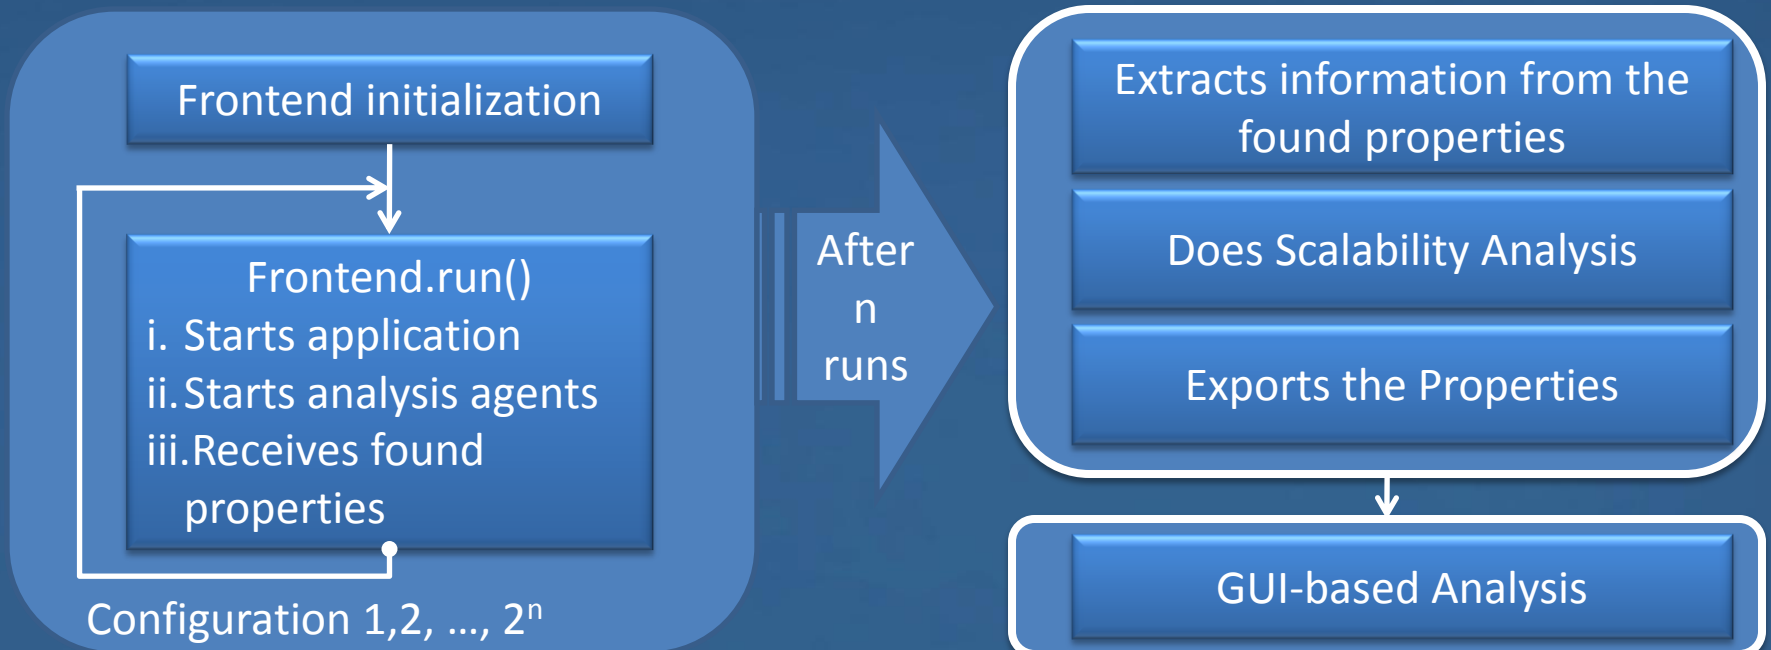 Frontend initialization
Frontend.run()
i. Starts application
ii. Starts analysis agents
iii. Receives found
properties
Configuration 1,2, …, 2ⁿ
After
n
runs
Extracts information from the
found properties
Does Scalability Analysis
Exports the Properties
GUI-based Analysis